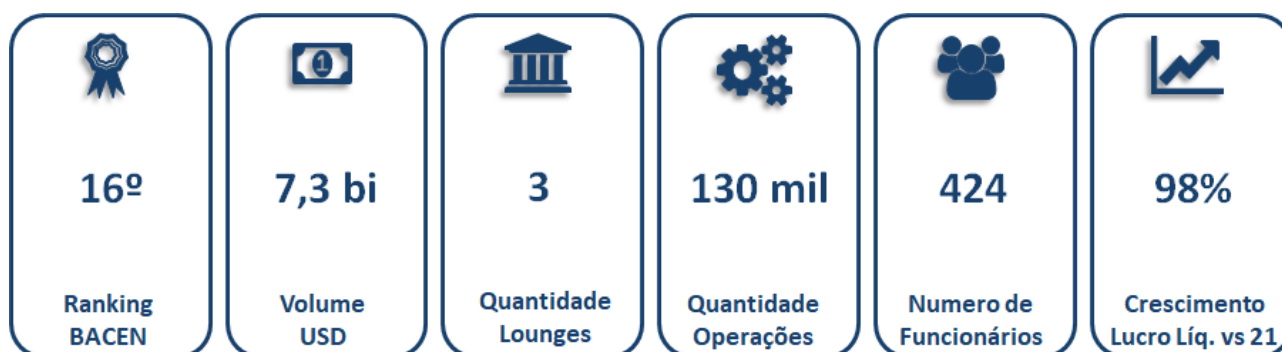 1
16º
Ranking
BACEN
7,3 bi
Volume
USD
3
Quantidade
Lounges
130 mil
Quantidade
Operações
424
Numero de
Funcionários
98%
Crescimento
Lucro Líq. vs 21